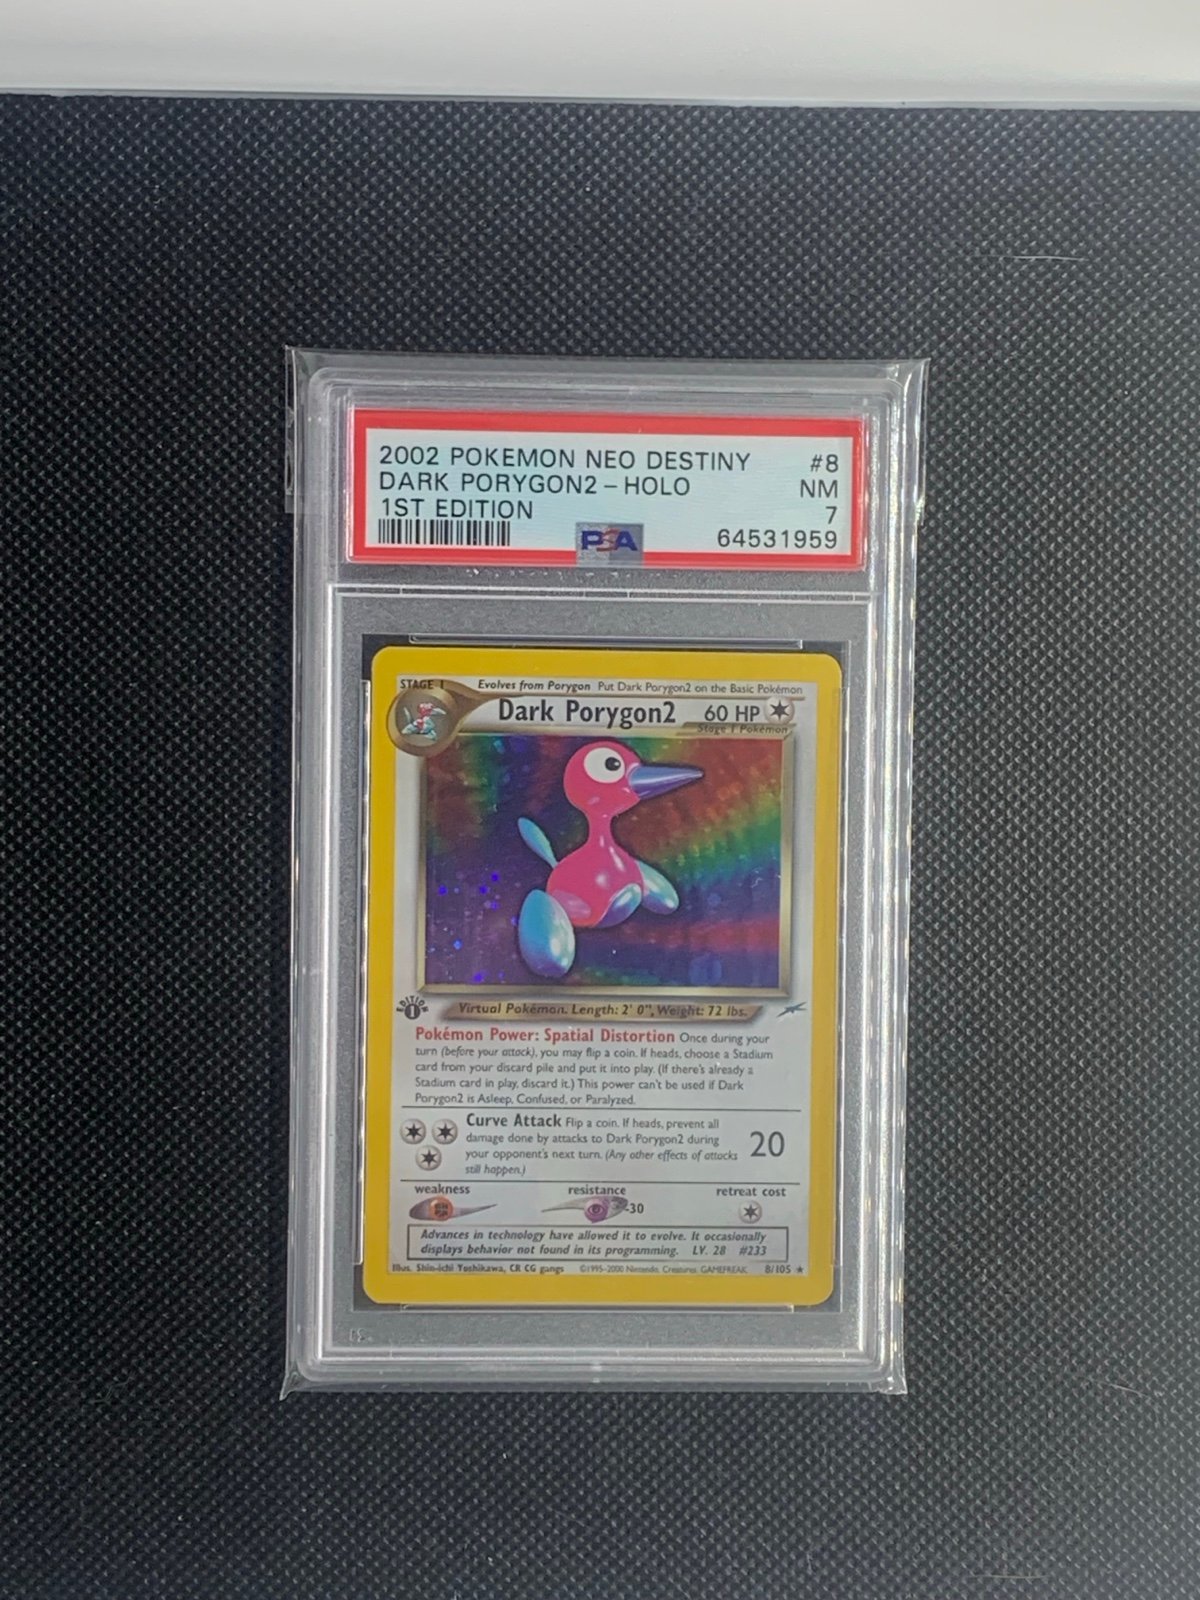 2002 POKEMON NEO DESTINY #8
DARK PORYGON2 - HOLO NM
1ST EDITION 7
PSA 64531959
STAGE 1 Evolves from Porygon Put Dark Porygon2 on the Basic Pokémon
Dark Porygon2 60 HP
Stage 1 Pokémon
EDITION 1
Virtual Pokémon. Length: 2' 0", Weight: 72 lbs.
Pokémon Power: Spatial Distortion Once during your
turn (before your attack), you may flip a coin. If heads, choose a Stadium
card from your discard pile and put it into play. (If there's already a
Stadium card in play, discard it.) This power can't be used if Dark
Porygon2 is Asleep, Confused, or Paralyzed.
Curve Attack Flip a coin. If heads, prevent all
damage done by attacks to Dark Porygon2 during
your opponent's next turn. (Any other effects of attacks
still happen.)
20
weakness resistance retreat cost
-30
Advances in technology have allowed it to evolve. It occasionally
displays behavior not found in its programming. LV. 28 #233
Illus. Shin-ichi Yoshikawa, CR CG gangs ©1995-2000 Nintendo, Creatures, GAMEFREAK 8/105 ★